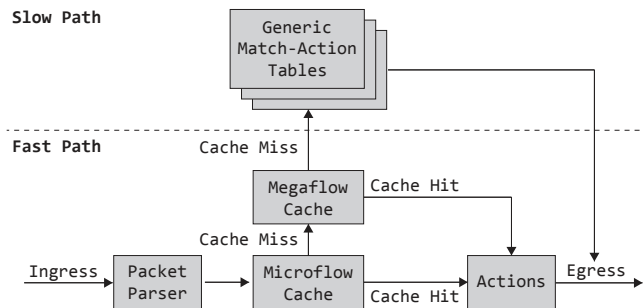 Slow Path
Generic
Match-Action
Tables
Fast Path
Cache Miss
Megaflow
Cache
Cache Hit
Cache Miss
Ingress
Packet
Parser
Microflow
Cache
Cache Hit
Actions
Egress